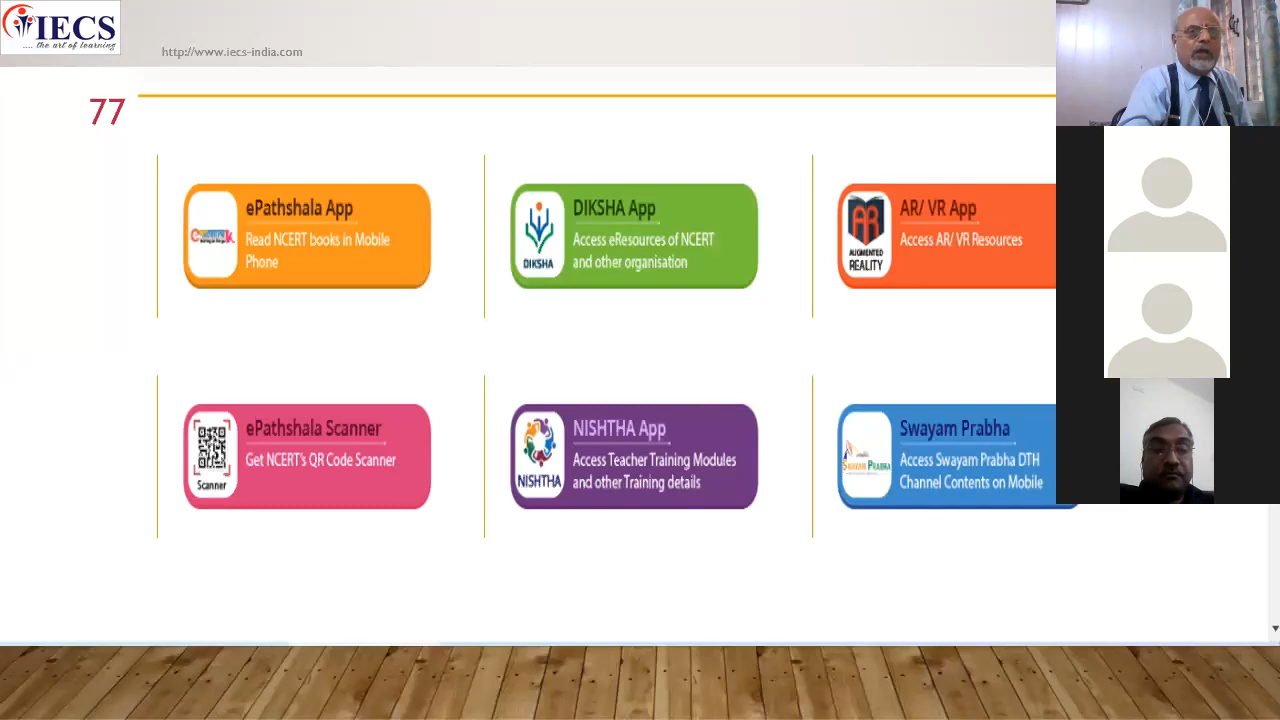 IECS
.... the art of learning
http://www.iecs-india.com
77
ePathshala App
Read NCERT books in Mobile
Phone
DIKSHA App
Access eResources of NCERT
and other organisation
DIKSHA
AR/ VR App
Access AR/ VR Resources
AR
AUGMENTED
REALITY
ePathshala Scanner
Get NCERT's QR Code Scanner
Scanner
NISHTHA App
Access Teacher Training Modules
and other Training details
NISHTHA
Swayam Prabha
Access Swayam Prabha DTH
Channel Contents on Mobile
SWAYAM PRABHA